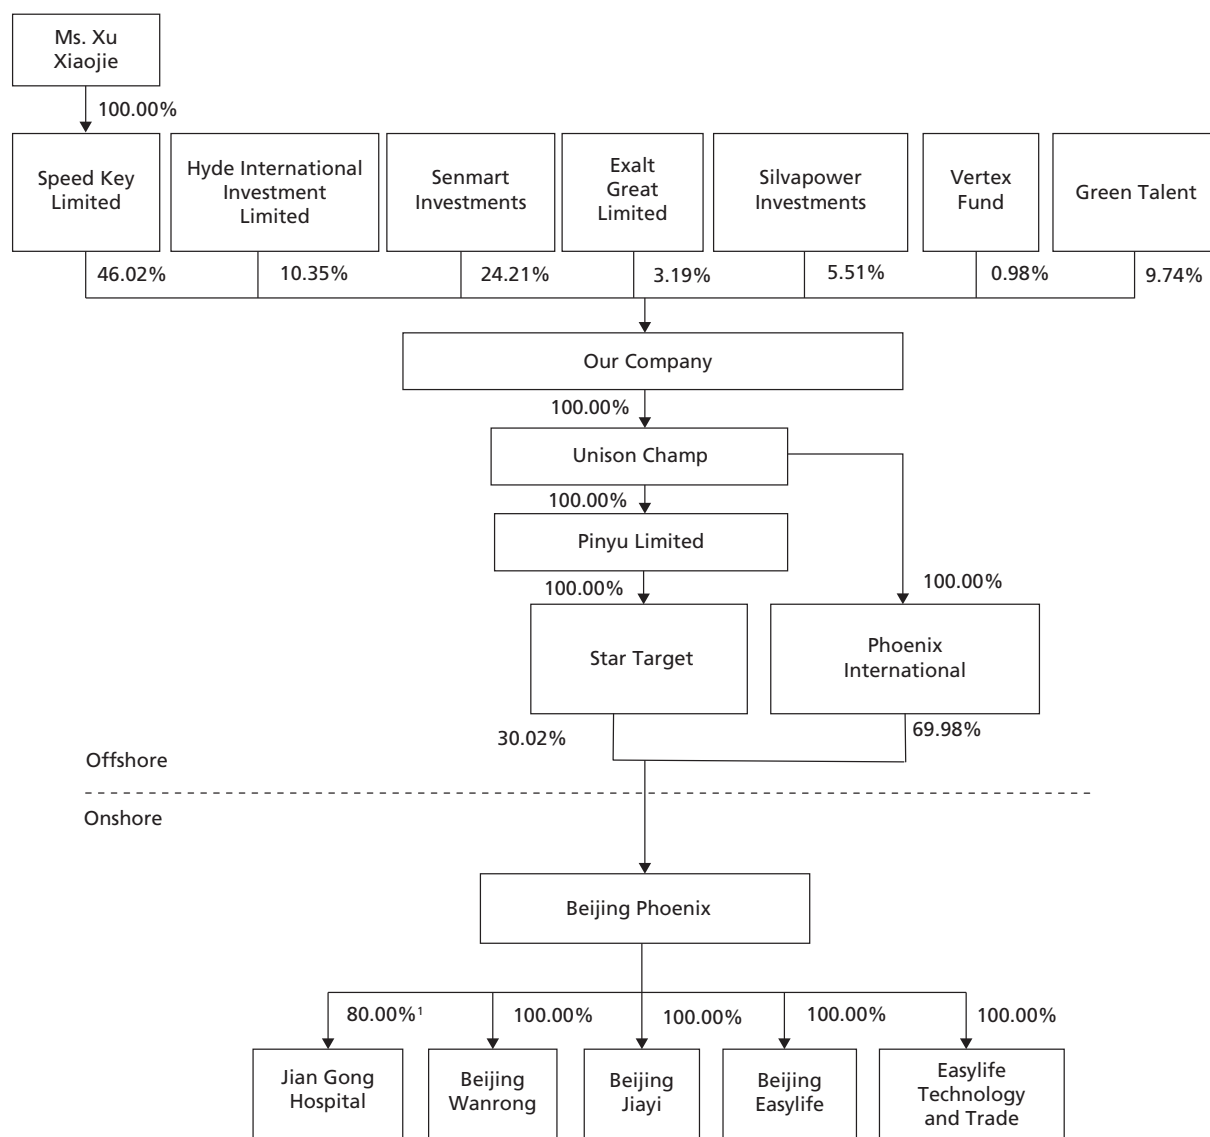 Ms. Xu
Xiaojie
100.00%
Speed Key
Limited
Hyde International
Investment
Limited
Senmart
Investments
Exalt
Great
Limited
Silvapower
Investments
Vertex
Fund
Green Talent
46.02%
10.35%
24.21%
3.19%
5.51%
0.98%
9.74%
Our Company
100.00%
Unison Champ
100.00%
Pinyu Limited
100.00%
100.00%
Star Target
Phoenix
International
30.02%
69.98%
Offshore
Onshore
Beijing Phoenix
80.00%¹
100.00%
100.00%
100.00%
100.00%
Jian Gong
Hospital
Beijing
Wanrong
Beijing
Jiayi
Beijing
Easylife
Easylife
Technology
and Trade